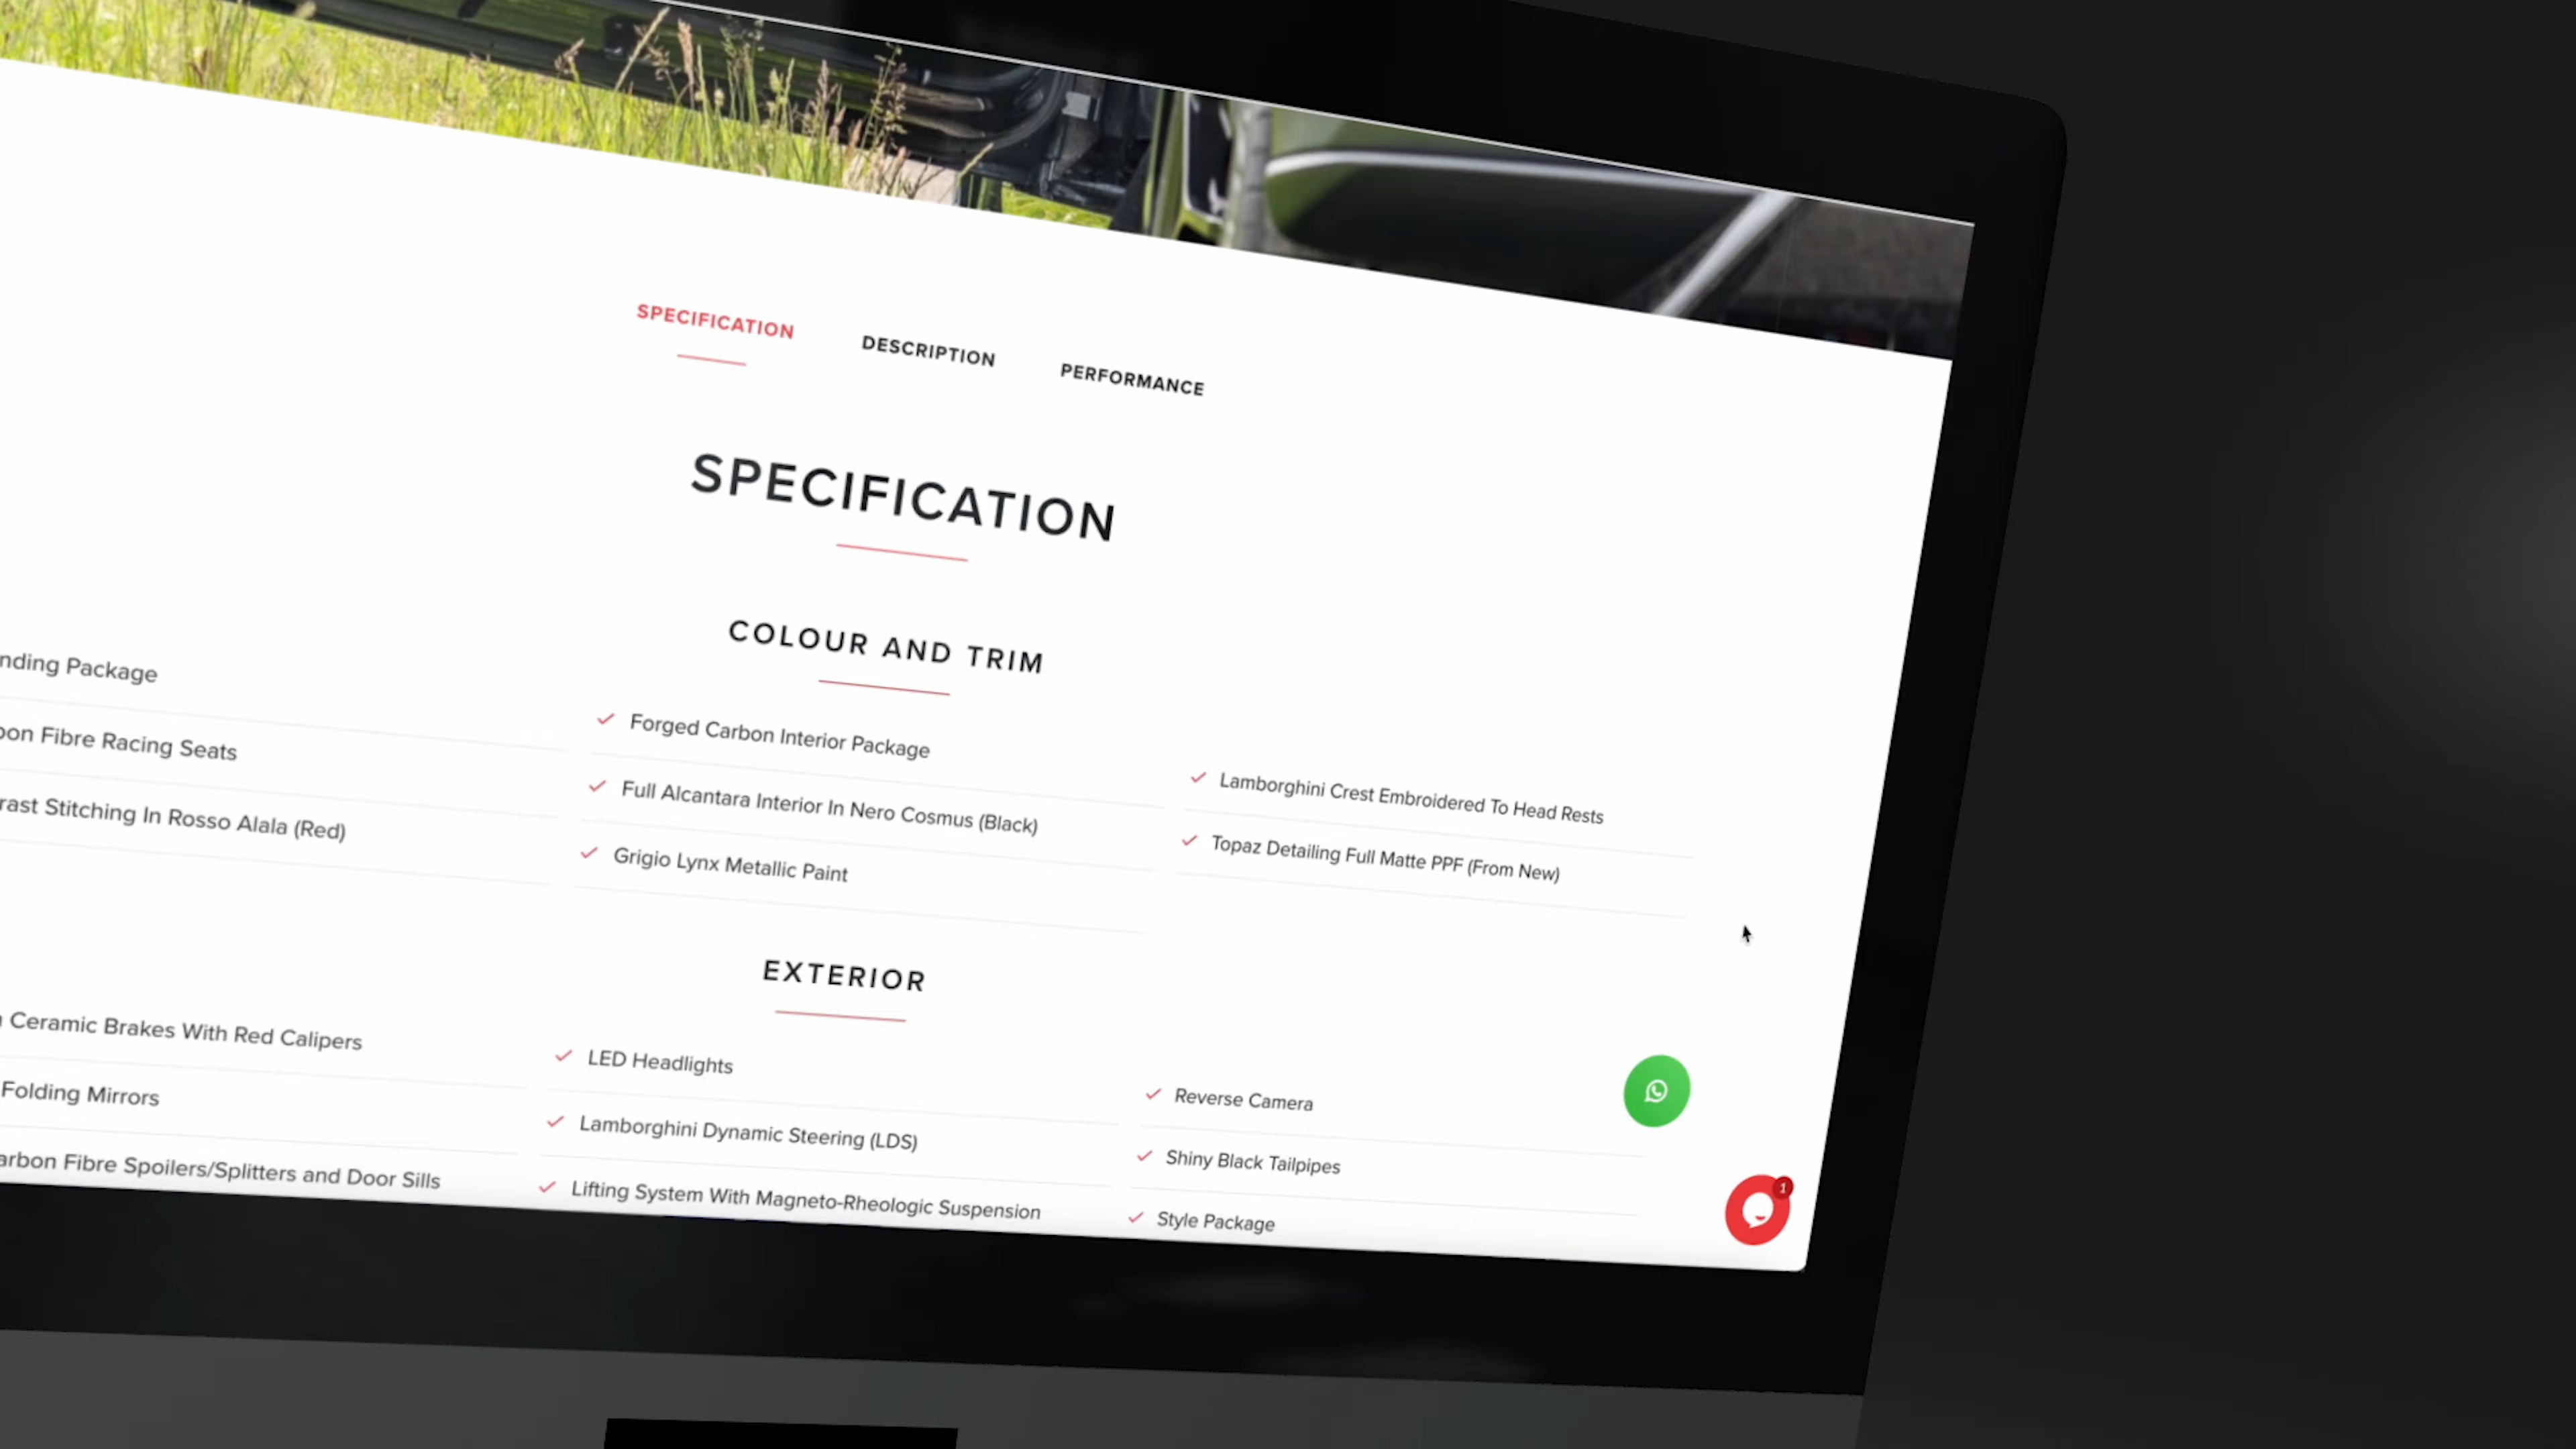 SPECIFICATION
DESCRIPTION
PERFORMANCE
SPECIFICATION
COLOUR AND TRIM
Package
Fibre Racing Seats
Stitching In Rosso Alala (Red)
Forged Carbon Interior Package
Full Alcantara Interior In Nero Cosmus (Black)
Grigio Lynx Metallic Paint
Lamborghini Crest Embroidered To Head Rests
Topaz Detailing Full Matte PPF (From New)
EXTERIOR
Ceramic Brakes With Red Calipers
Folding Mirrors
Fibre Spoilers/Splitters and Door Sills
LED Headlights
Lamborghini Dynamic Steering (LDS)
Lifting System With Magneto-Rheologic Suspension
Reverse Camera
Shiny Black Tailpipes
Style Package
1